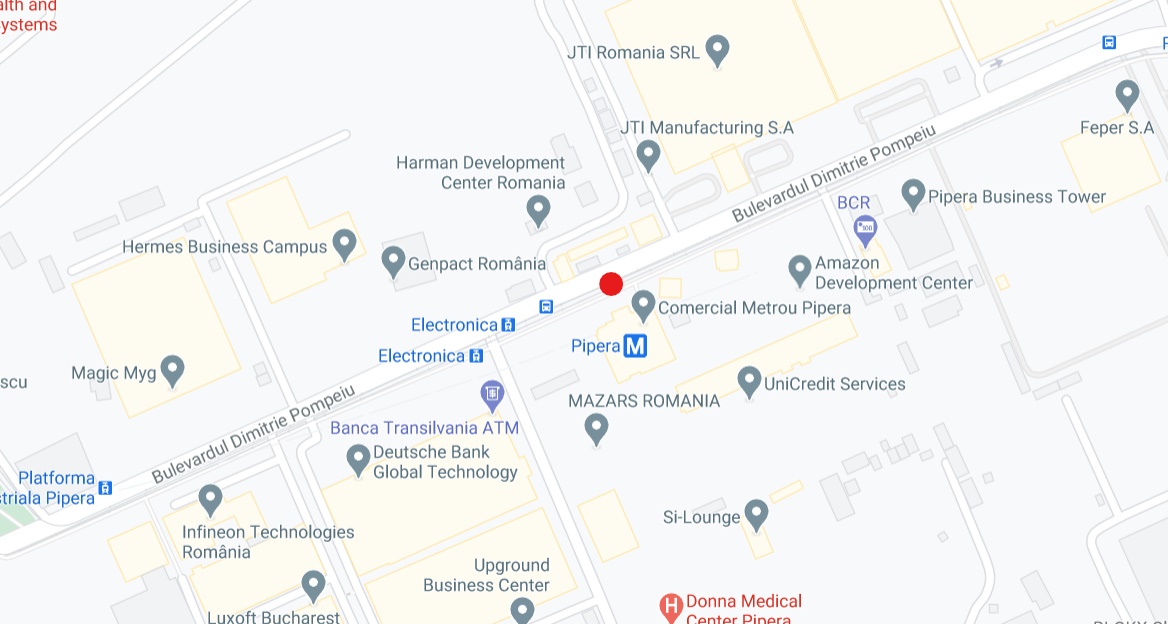 alth and
ystems
JTI Romania SRL
JTI Manufacturing S.A
Feper S.A
Harman Development
Center Romania
Bulevardul Dimitrie Pompeiu
BCR
Pipera Business Tower
Hermes Business Campus
Genpact România
Amazon
Development Center
Comercial Metrou Pipera
Electronica
Pipera M
Electronica
Magic Myg
scu
UniCredit Services
MAZARS ROMANIA
Bulevardul Dimitrie Pompeiu
Banca Transilvania ATM
Deutsche Bank
Global Technology
Platforma
striala Pipera
Si-Lounge
Infineon Technologies
România
Upground
Business Center
Luxoft Bucharest
H Donna Medical
Center Pipera